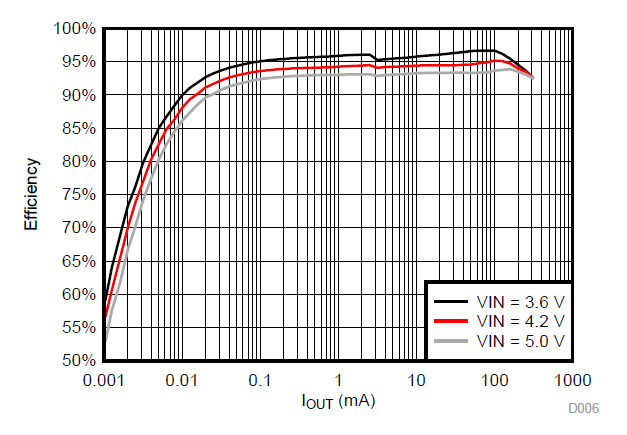 100%
95%
90%
85%
80%
75%
70%
65%
60%
55%
50%
Efficiency
VIN = 3.6 V
VIN = 4.2 V
VIN = 5.0 V
0.001 0.01 0.1 1 10 100 1000
IOUT (mA)
D006